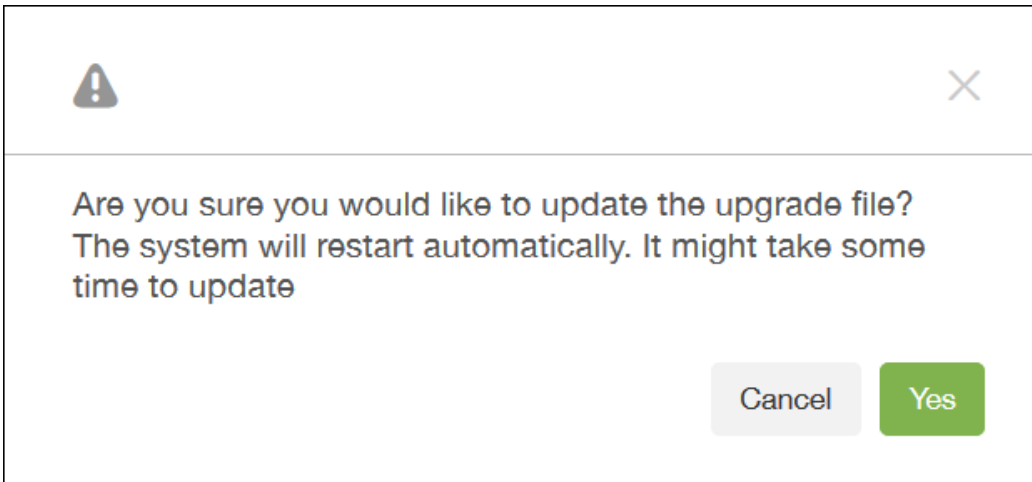 Are you sure you would like to update the upgrade file?
The system will restart automatically. It might take some
time to update
Cancel Yes